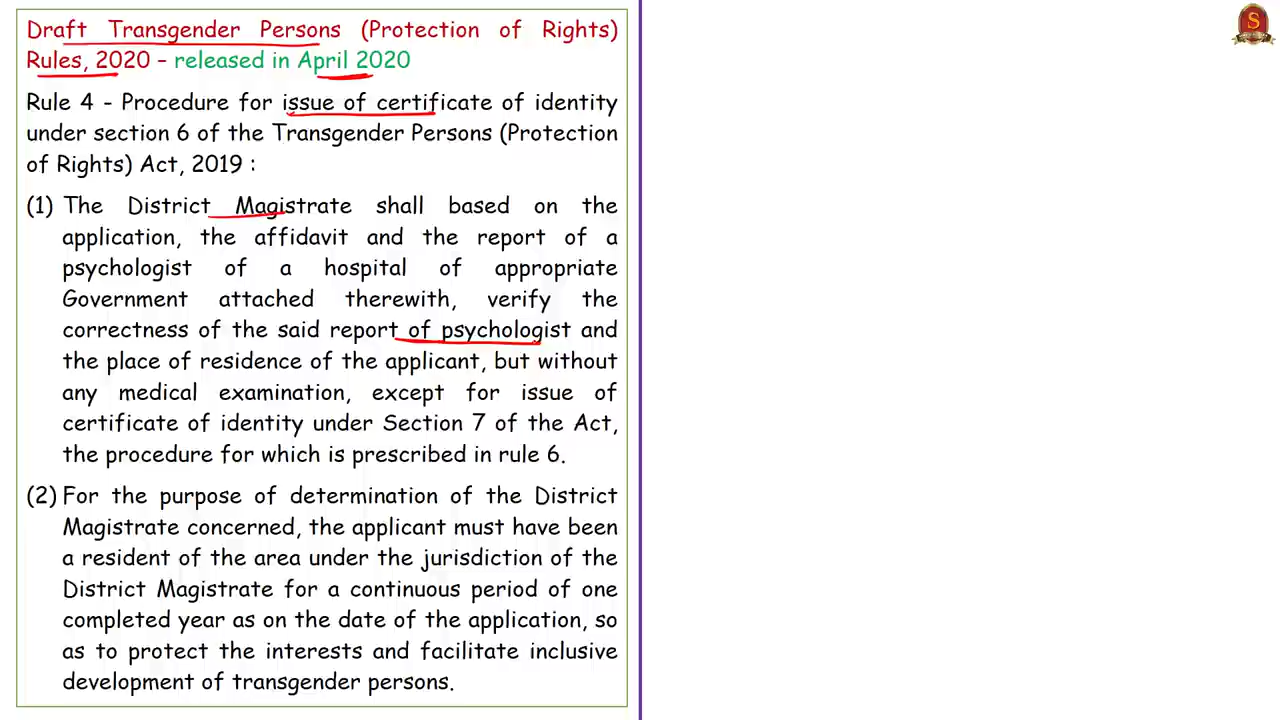 Draft Transgender Persons (Protection of Rights)
Rules, 2020 – released in April 2020
Rule 4 - Procedure for issue of certificate of identity
under section 6 of the Transgender Persons (Protection
of Rights) Act, 2019 :
(1) The District Magistrate shall based on the
application, the affidavit and the report of a
psychologist of a hospital of appropriate
Government attached therewith, verify the
correctness of the said report of psychologist and
the place of residence of the applicant, but without
any medical examination, except for issue of
certificate of identity under Section 7 of the Act,
the procedure for which is prescribed in rule 6.
(2) For the purpose of determination of the District
Magistrate concerned, the applicant must have been
a resident of the area under the jurisdiction of the
District Magistrate for a continuous period of one
completed year as on the date of the application, so
as to protect the interests and facilitate inclusive
development of transgender persons.
S